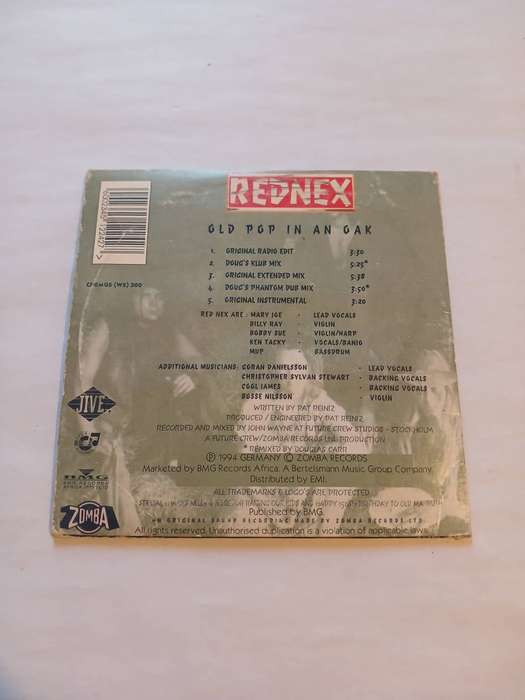 REDNEX
OLD POP IN AN OAK
1. ORIGINAL RADIO EDIT 3:30
2. DOUG'S KLUB MIX 5:25*
3. ORIGINAL EXTENDED MIX 5:38
4. DOUG'S PHANTOM DUB MIX 3:50*
5. ORIGINAL INSTRUMENTAL 3:20
CPGMUS (WS) 300
RED NEX ARE : MARY JOE - LEAD VOCALS
BILLY RAY - VIOLIN
BOBBY SUE - VIOLIN/HARP
KEN TACKY - VOCALS/BANJO
MUP - BASSDRUM
ADDITIONAL MUSICIANS: GORAN DANIELSSON - LEAD VOCALS
CHRISTOPHER SYLVAN STEWART - BACKING VOCALS
COOL JAMES - BACKING VOCALS
BOSSE NILSSON - VIOLIN
WRITTEN BY PAT REINIZ
PRODUCED / ENGINEERED BY PAT REINIZ
RECORDED AND MIXED BY JOHN WAYNE AT FUTURE CREW STUDIOS - STOCKHOLM
A FUTURE CREW/ZOMBA RECORDS LTD PRODUCTION
* REMIXED BY DOUGLAS CARR
℗ 1994 GERMANY © ZOMBA RECORDS
Marketed by BMG Records Africa. A Bertelsmann Music Group Company.
Distributed by EMI.
ALL TRADEMARKS & LOGO'S ARE PROTECTED
Published by BMG.
AN ORIGINAL SOUND RECORDING MADE BY ZOMBA RECORDS LTD.
All rights reserved. Unauthorised duplication is a violation of applicable laws.
JIVE
BMG
ZOMBA